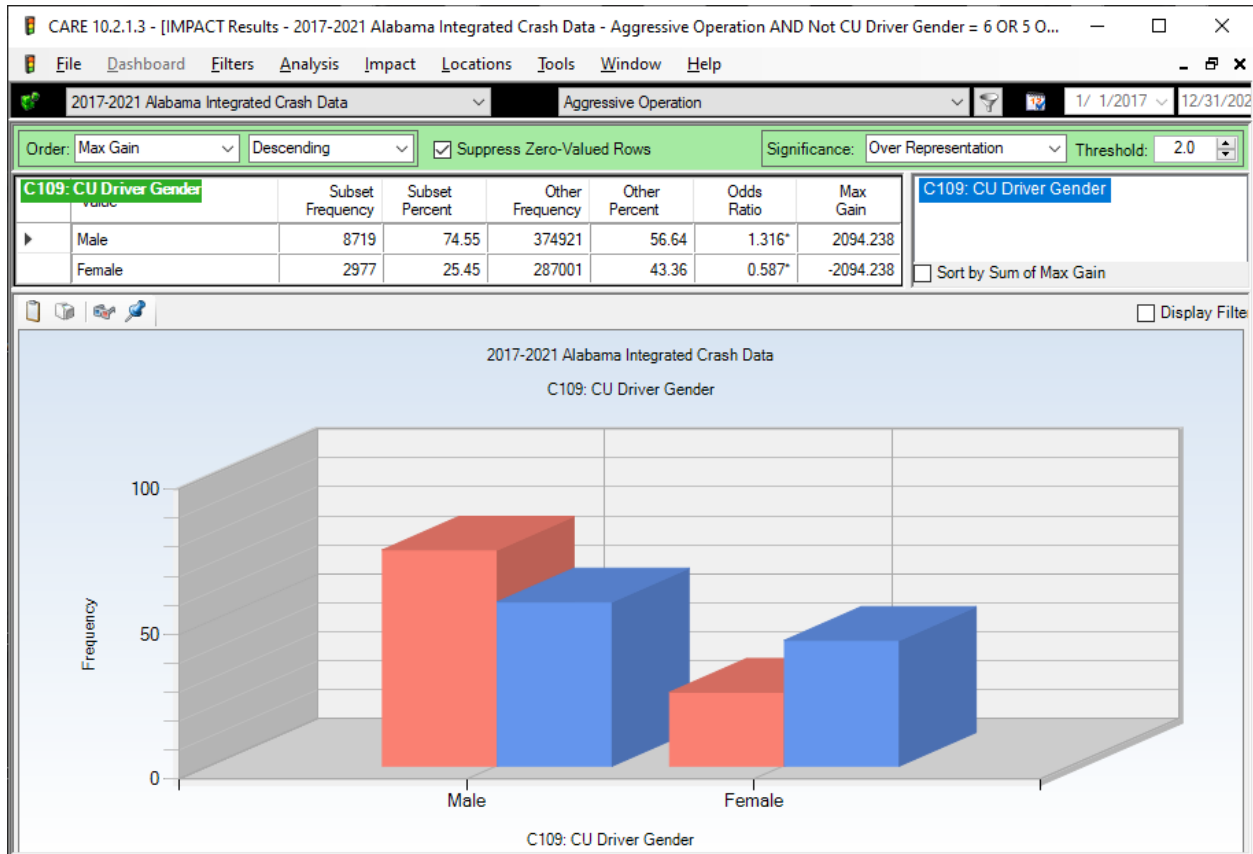 CARE 10.2.1.3 - [IMPACT Results - 2017-2021 Alabama Integrated Crash Data - Aggressive Operation AND Not CU Driver Gender = 6 OR 5 O...
File Dashboard Filters Analysis Impact Locations Tools Window Help
2017-2021 Alabama Integrated Crash Data Aggressive Operation 1/ 1/2017 12/31/202
Order: Max Gain Descending Suppress Zero-Valued Rows Significance: Over Representation Threshold: 2.0
C109: CU Driver Gender Subset Frequency Subset Percent Other Frequency Other Percent Odds Ratio Max Gain
Male 8719 74.55 374921 56.64 1.316* 2094.238
Female 2977 25.45 287001 43.36 0.587* -2094.238
C109: CU Driver Gender
Sort by Sum of Max Gain
Display Filte
2017-2021 Alabama Integrated Crash Data
C109: CU Driver Gender
100
50
0
Frequency
Male Female
C109: CU Driver Gender